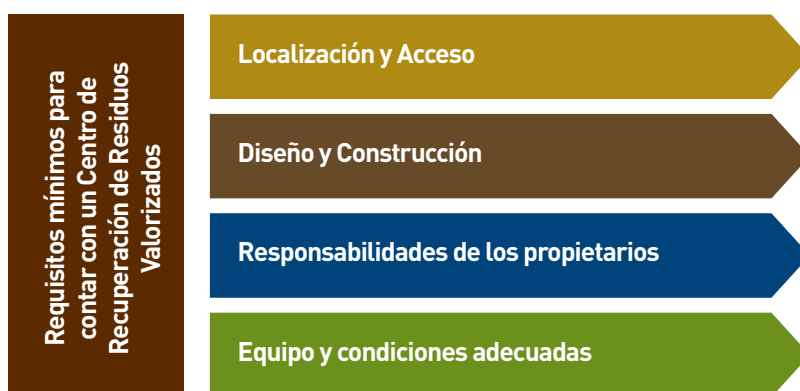 Requisitos mínimos para
contar con un Centro de
Recuperación de Residuos
Valorizados
Localización y Acceso
Diseño y Construcción
Responsabilidades de los propietarios
Equipo y condiciones adecuadas